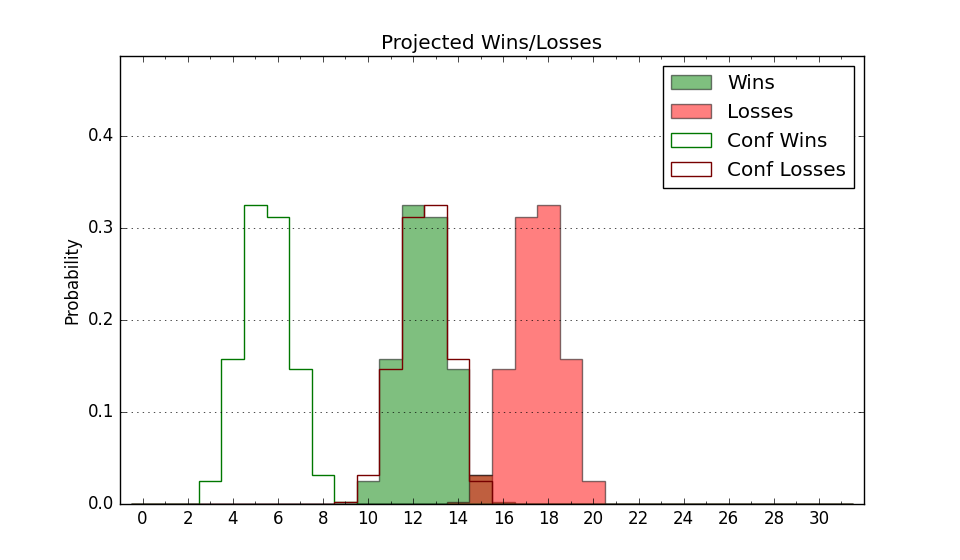 Projected Wins/Losses
Wins
Losses
Conf Wins
Conf Losses
Probability
0.4
0.3
0.2
0.1
0.0
0 2 4 6 8 10 12 14 16 18 20 22 24 26 28 30